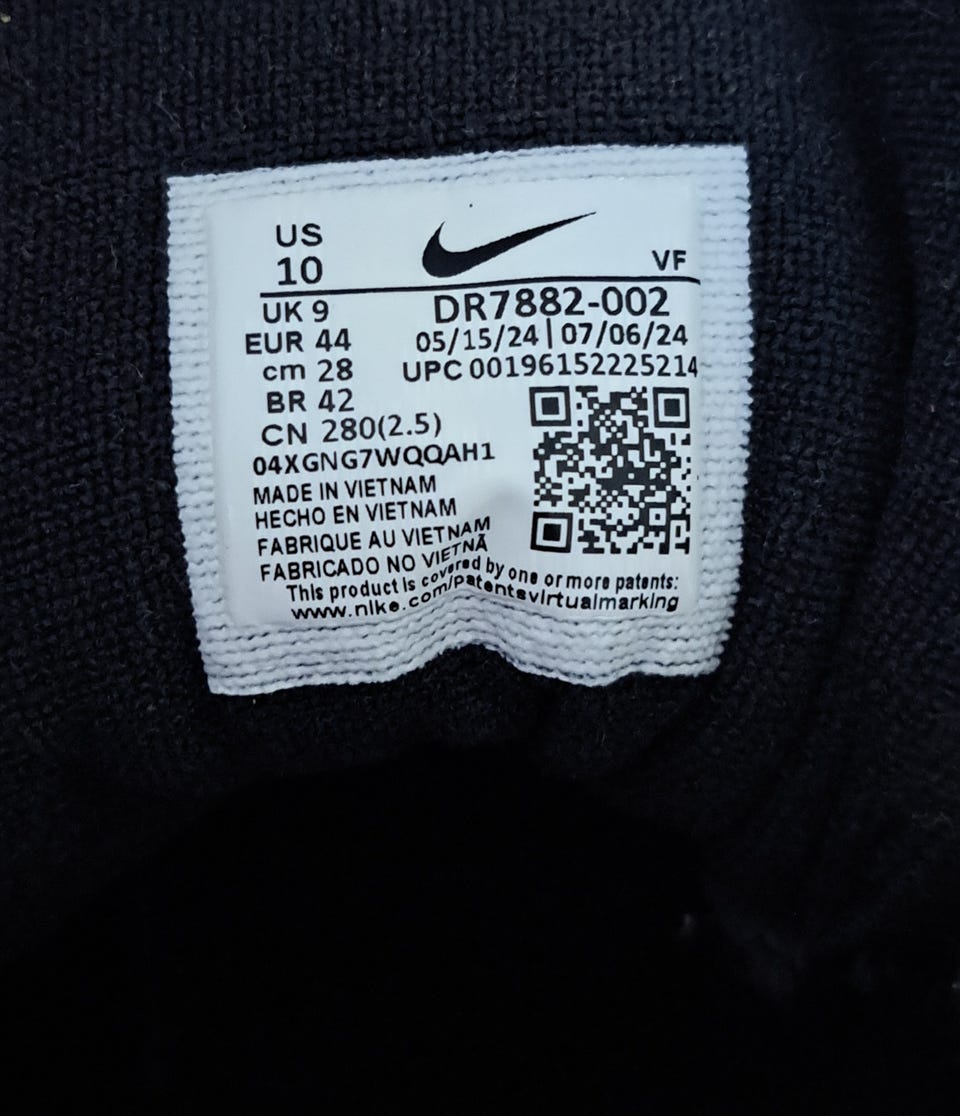 US
10
VF
UK 9
DR7882-002
EUR 44
05/15/24 | 07/06/24
cm 28
UPC 00196152225214
BR 42
CN 280(2.5)
04XGNG7WQQAH1
MADE IN VIETNAM
HECHO EN VIETNAM
FABRIQUE AU VIETNAM
FABRICADO NO VIETNÃ
This product is covered by one or more patents:
www.nike.com/patentsvirtualmarking